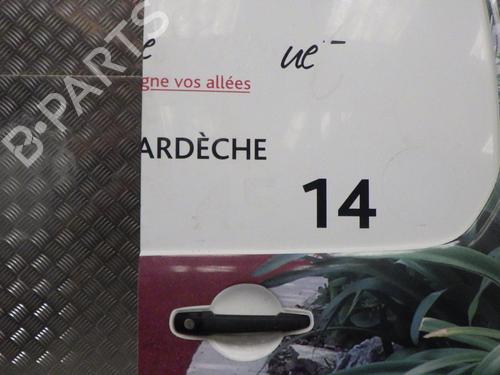 B-PARTS
e ue-
gne vos allées
ARDÈCHE
14